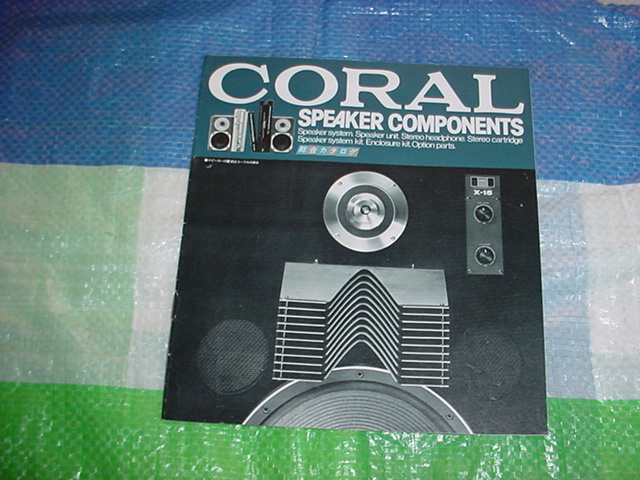 CORAL
SPEAKER COMPONENTS
Speaker system. Speaker unit. Stereo headphone. Stereo cartridge
Speaker system kit. Enclosure kit. Option parts.
総合カタログ
X-15